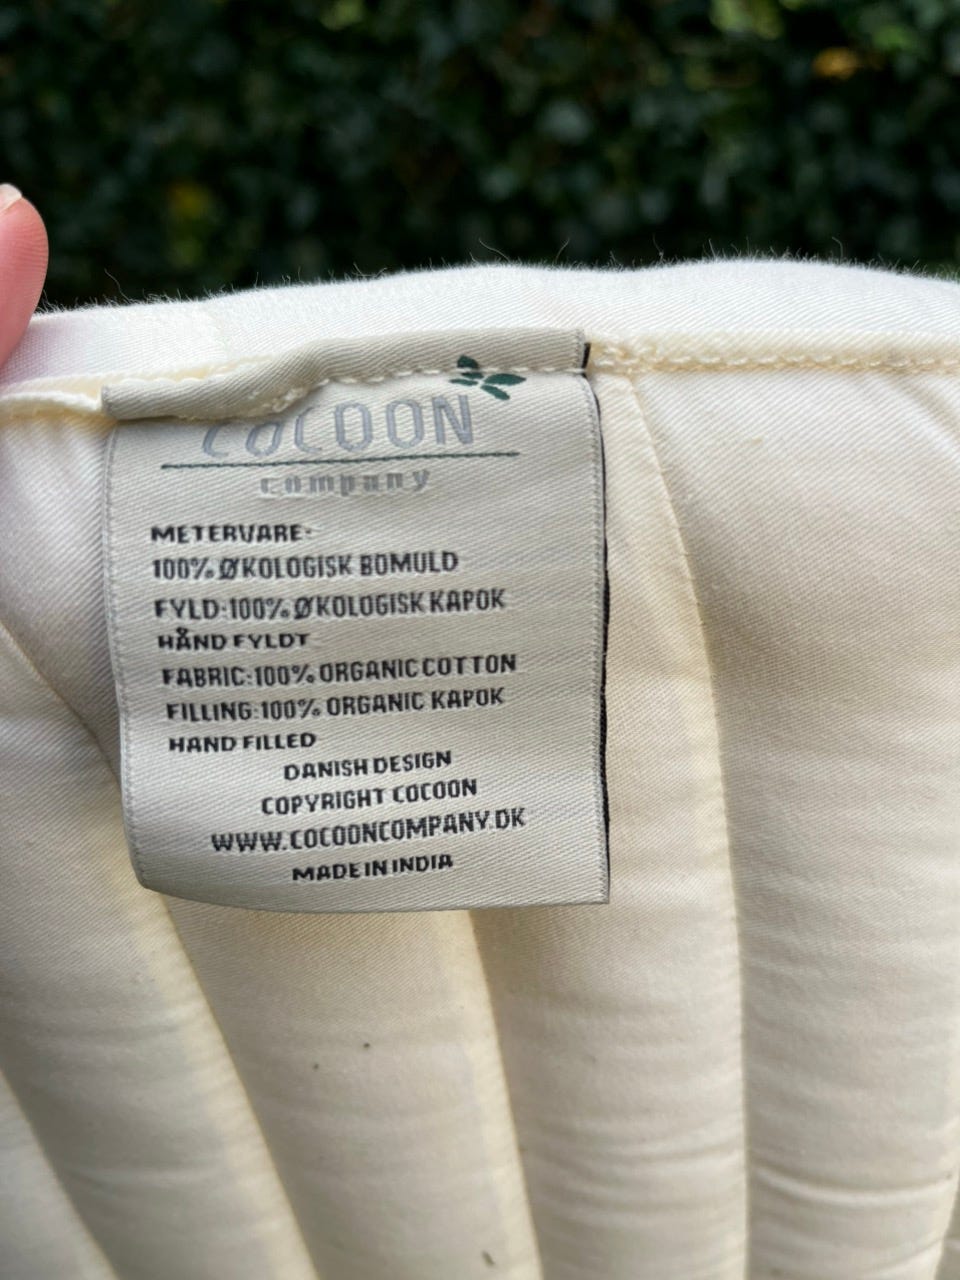 COCOON
company
METERVARE:
100% ØKOLOGISK BOMULD
FYLD:100% ØKOLOGISK KAPOK
HÅND FYLDT
FABRIC:100% ORGANIC COTTON
FILLING:100% ORGANIC KAPOK
HAND FILLED
DANISH DESIGN
COPYRIGHT COCOON
WWW.COCOONCOMPANY.DK
MADE IN INDIA